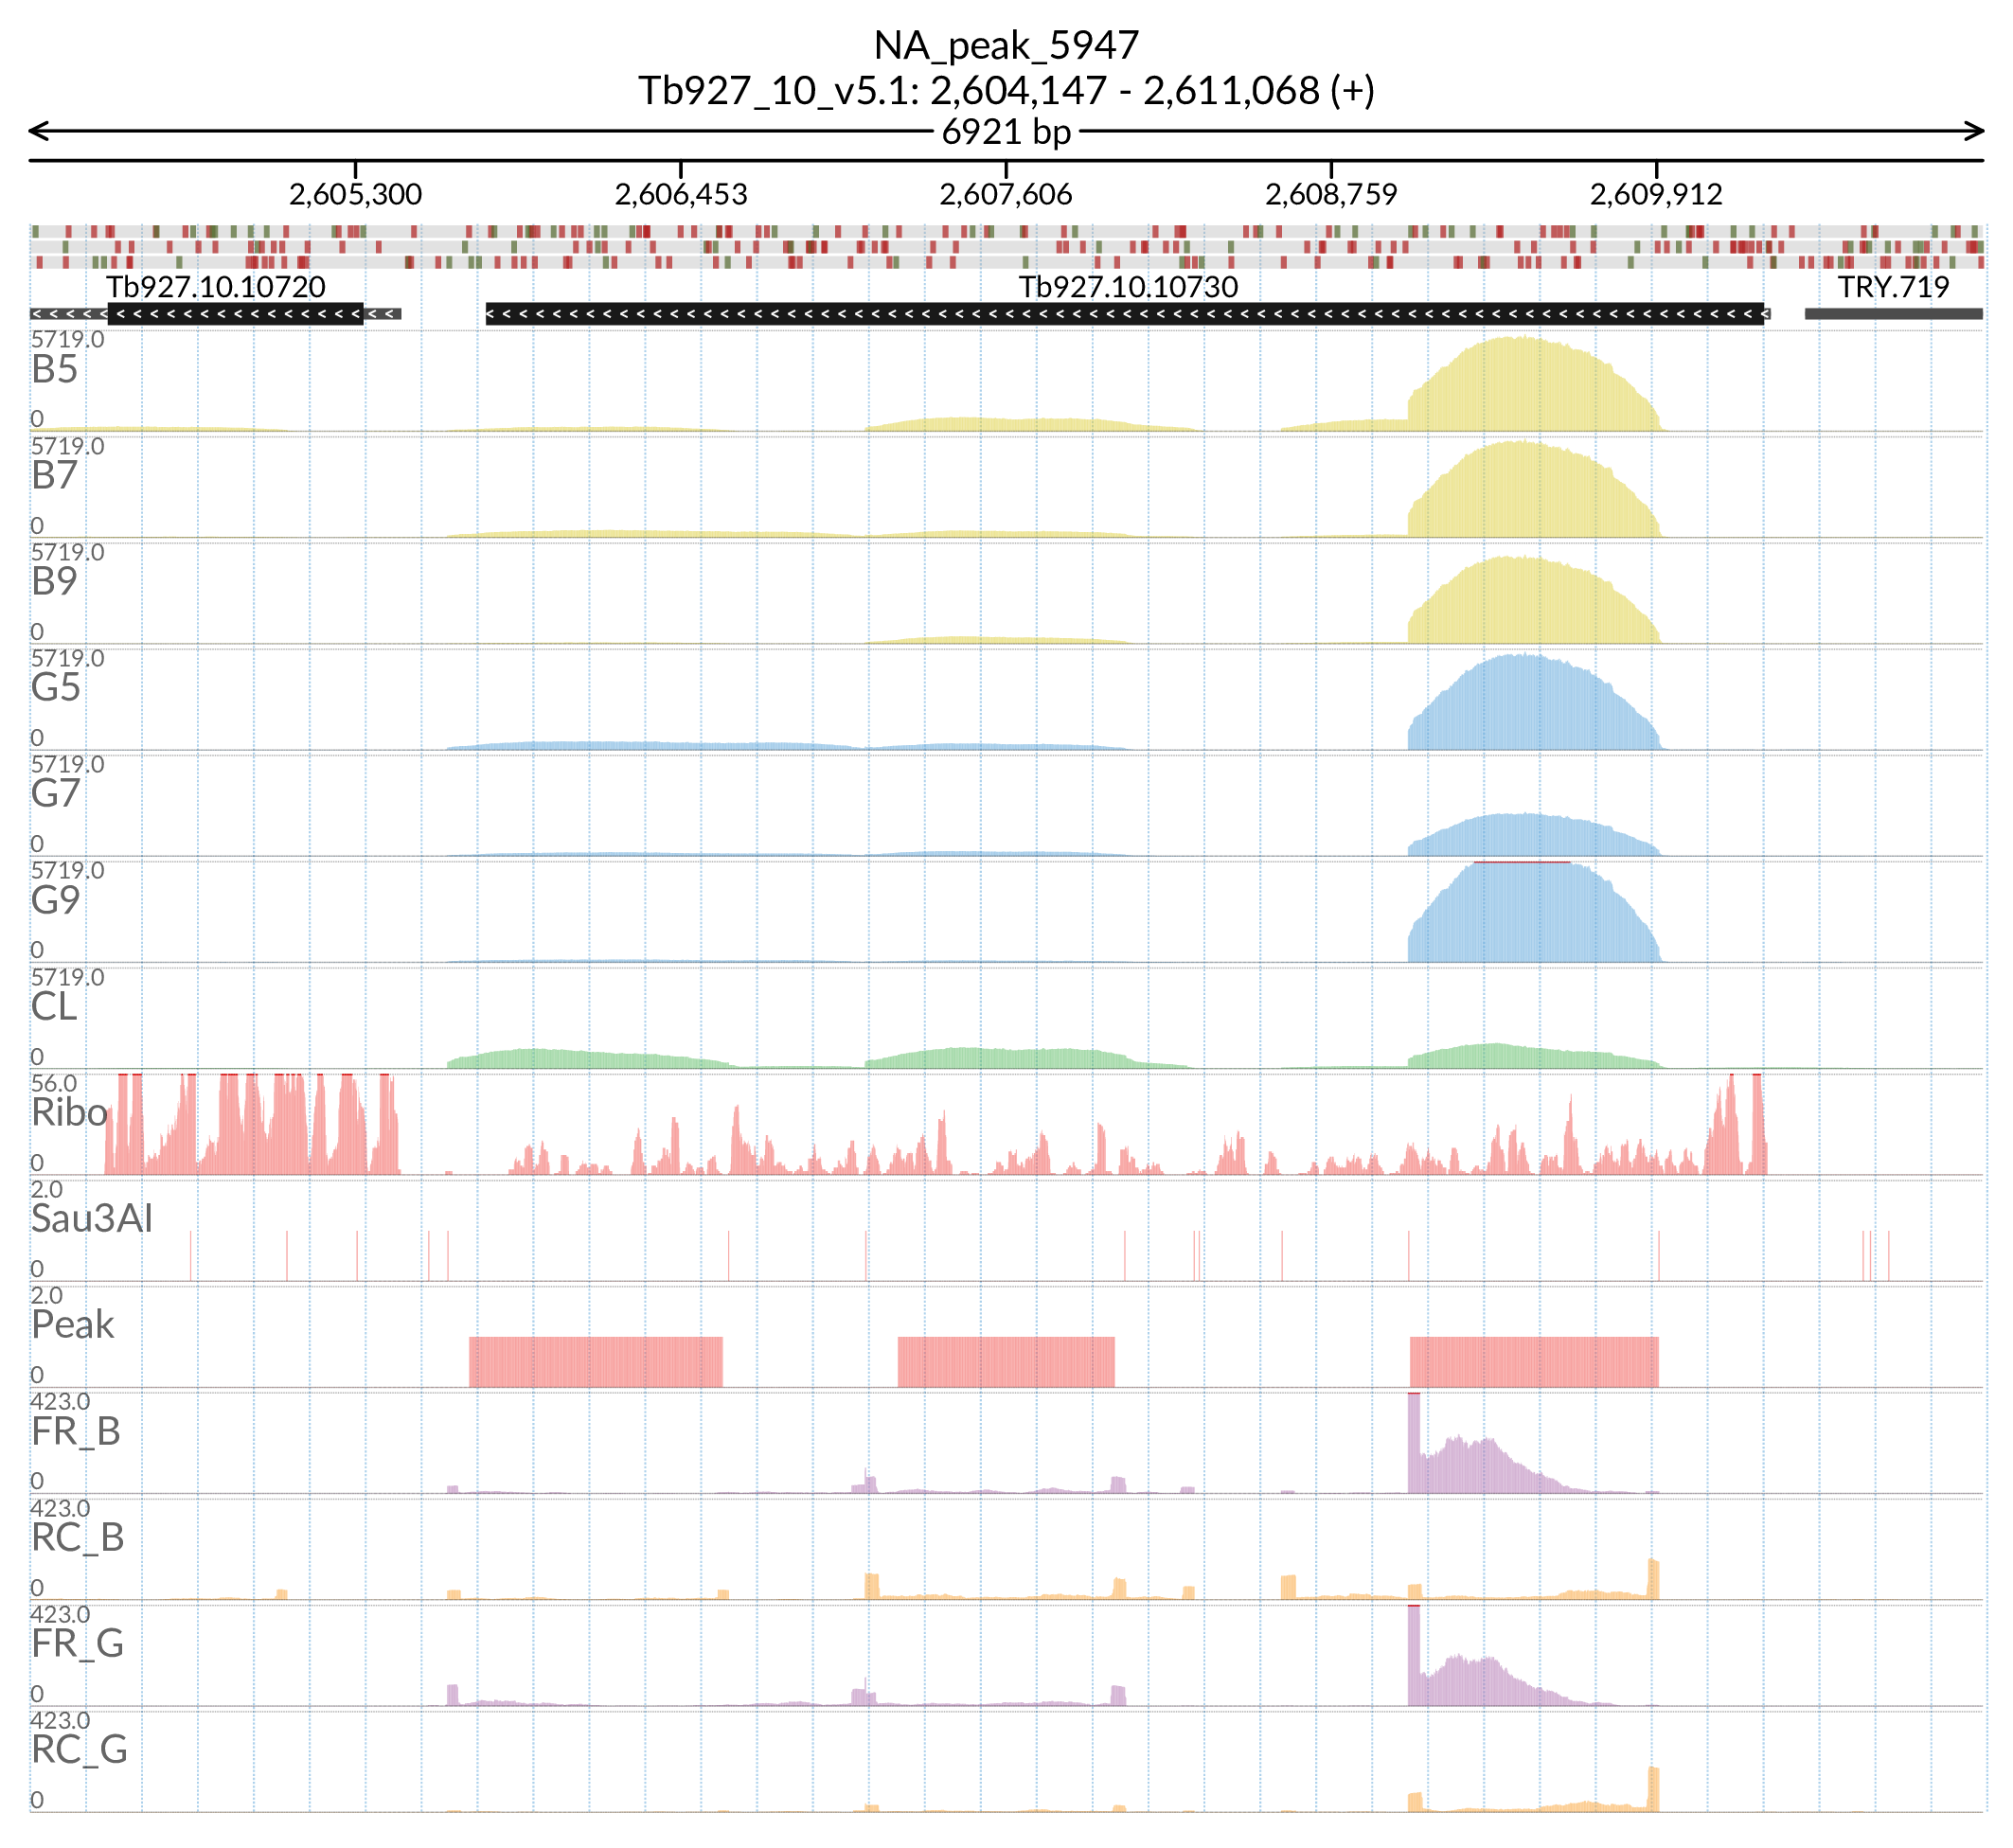 NA_peak_5947
Tb927_10_v5.1: 2,604,147 - 2,611,068 (+)
6921 bp
2,605,300 2,606,453 2,607,606 2,608,759 2,609,912
Tb927.10.10720 Tb927.10.10730 TRY.719
5719.0
B5
0
5719.0
B7
0
5719.0
B9
0
5719.0
G5
0
5719.0
G7
0
5719.0
G9
0
5719.0
CL
0
56.0
Ribo
0
2.0
Sau3AI
0
2.0
Peak
0
423.0
FR_B
0
423.0
RC_B
0
423.0
FR_G
0
423.0
RC_G
0